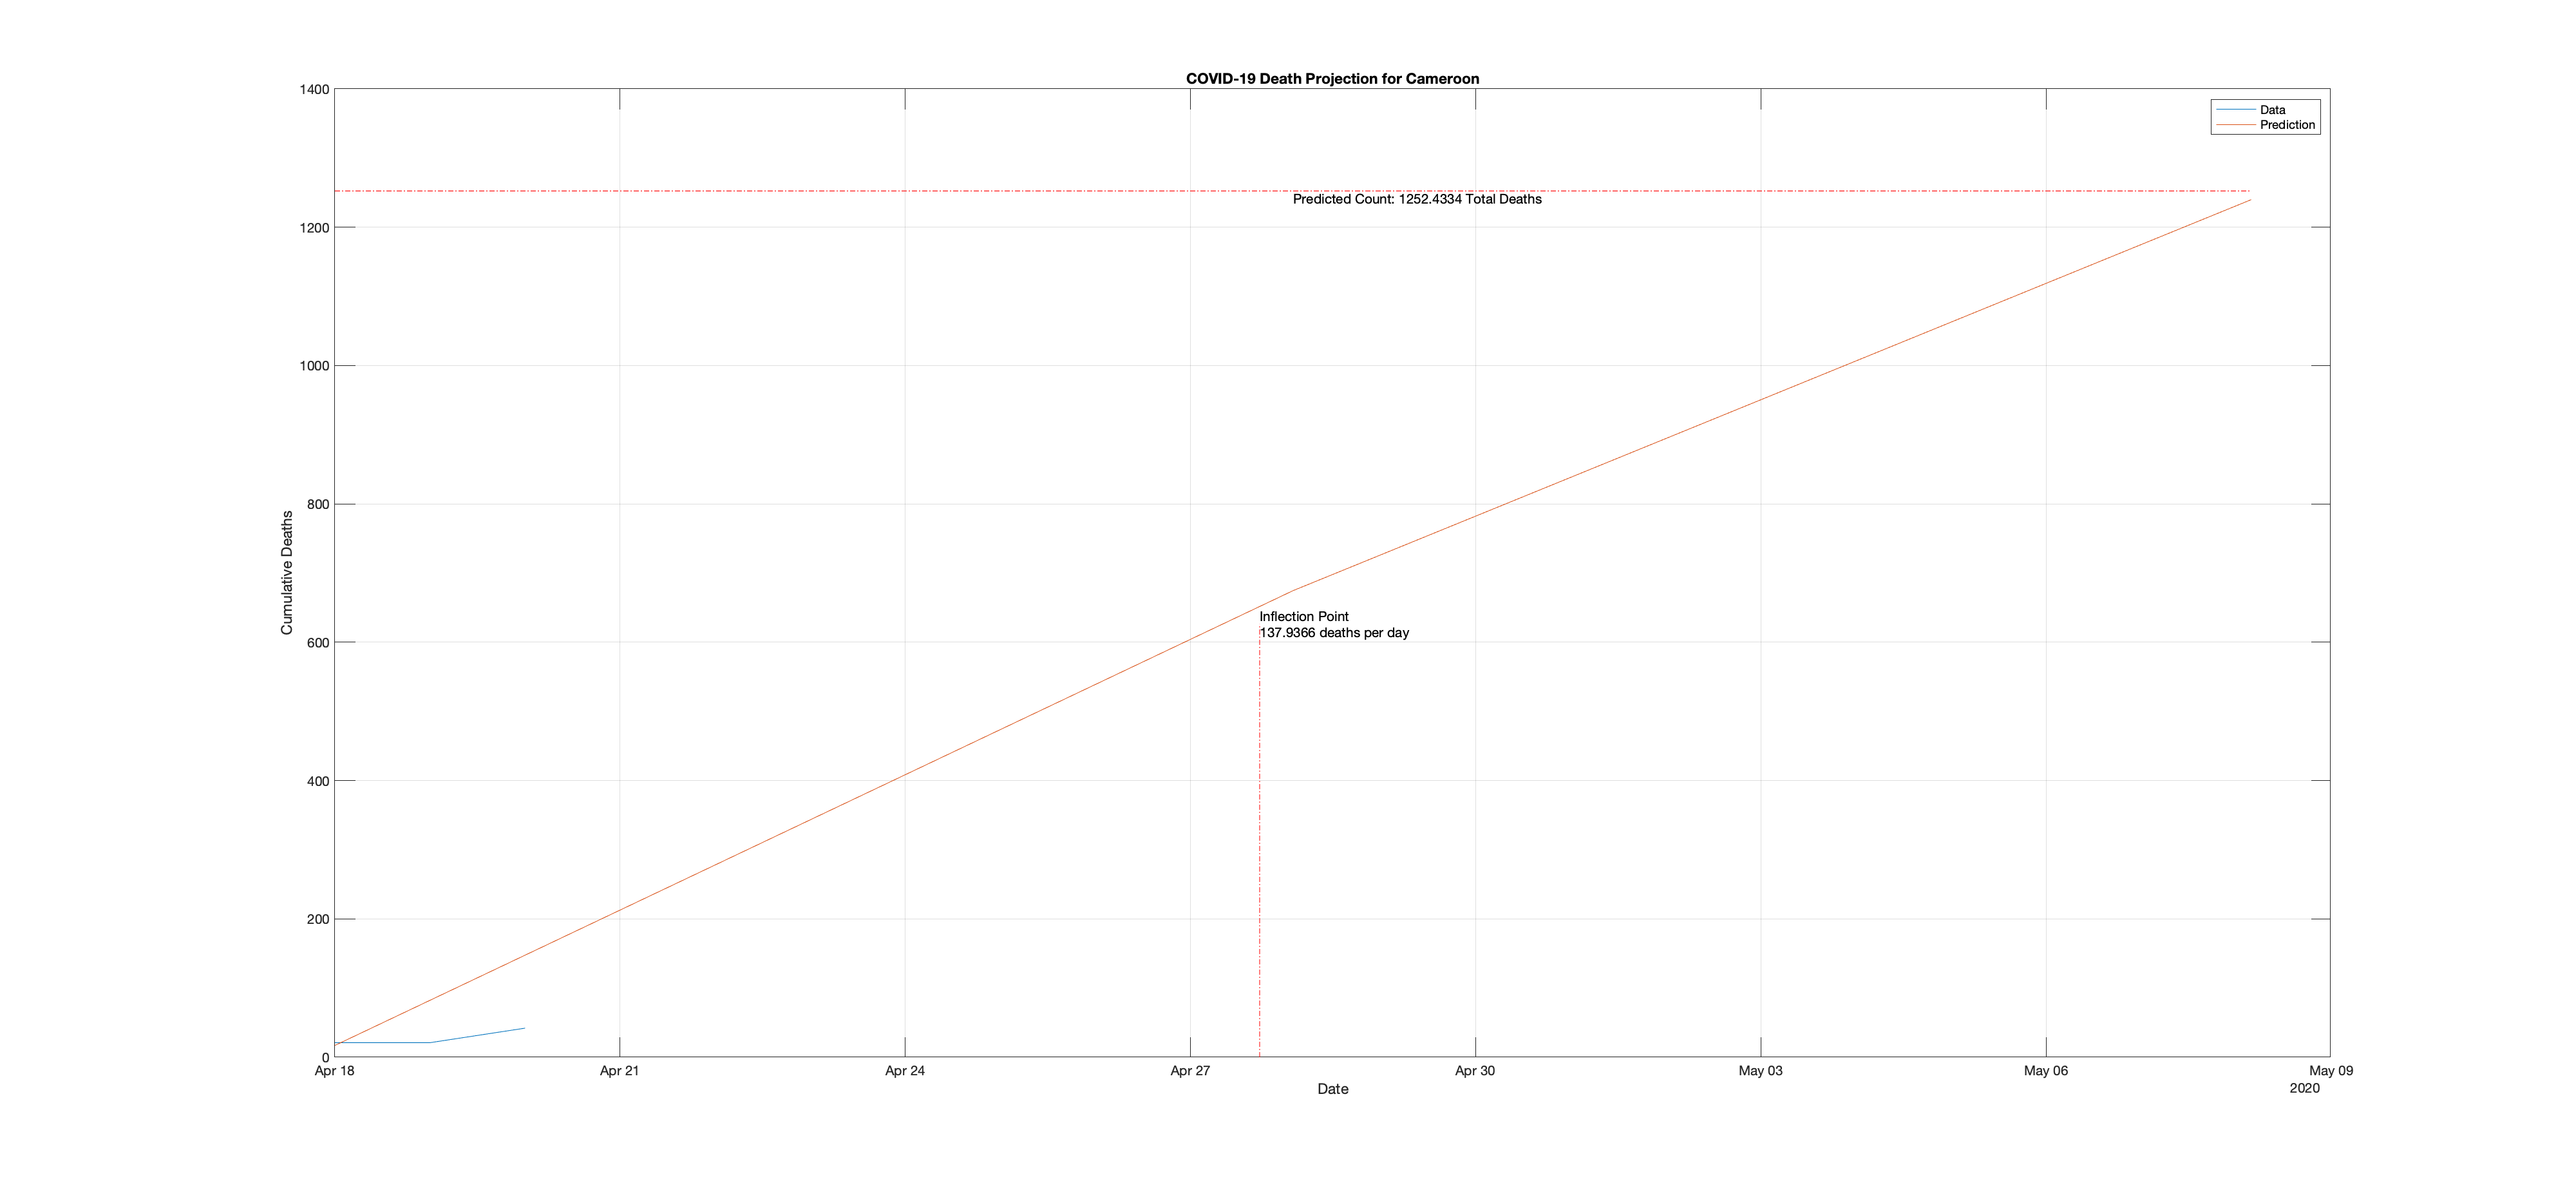 COVID-19 Death Projection for Cameroon
1400
1200
1000
800
600
400
200
0
Cumulative Deaths
Data
Prediction
Predicted Count: 1252.4334 Total Deaths
Inflection Point
137.9366 deaths per day
Apr 18
Apr 21
Apr 24
Apr 27
Apr 30
May 03
May 06
May 09
2020
Date